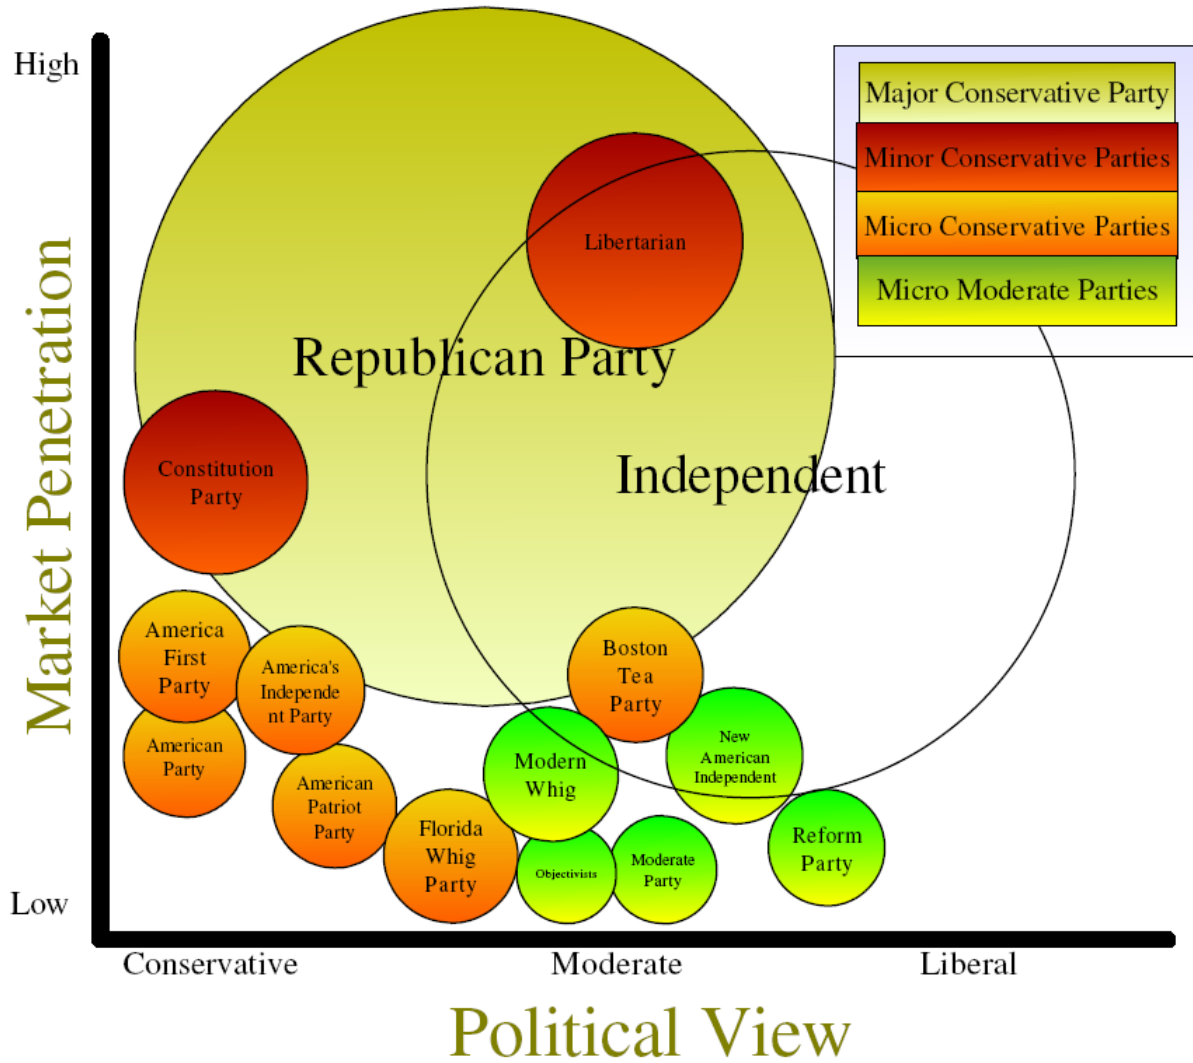 High
Major Conservative Party
Minor Conservative Parties
Micro Conservative Parties
Micro Moderate Parties
Libertarian
Republican Party
Constitution
Party
Independent
Market Penetration
America
First
Party
America's
Independe
nt Party
Boston
Tea
Party
American
Party
Modern
Whig
New
American
Independent
American
Patriot
Party
Florida
Whig
Party
Objectivists
Moderate
Party
Reform
Party
Low
Conservative
Moderate
Liberal
Political View